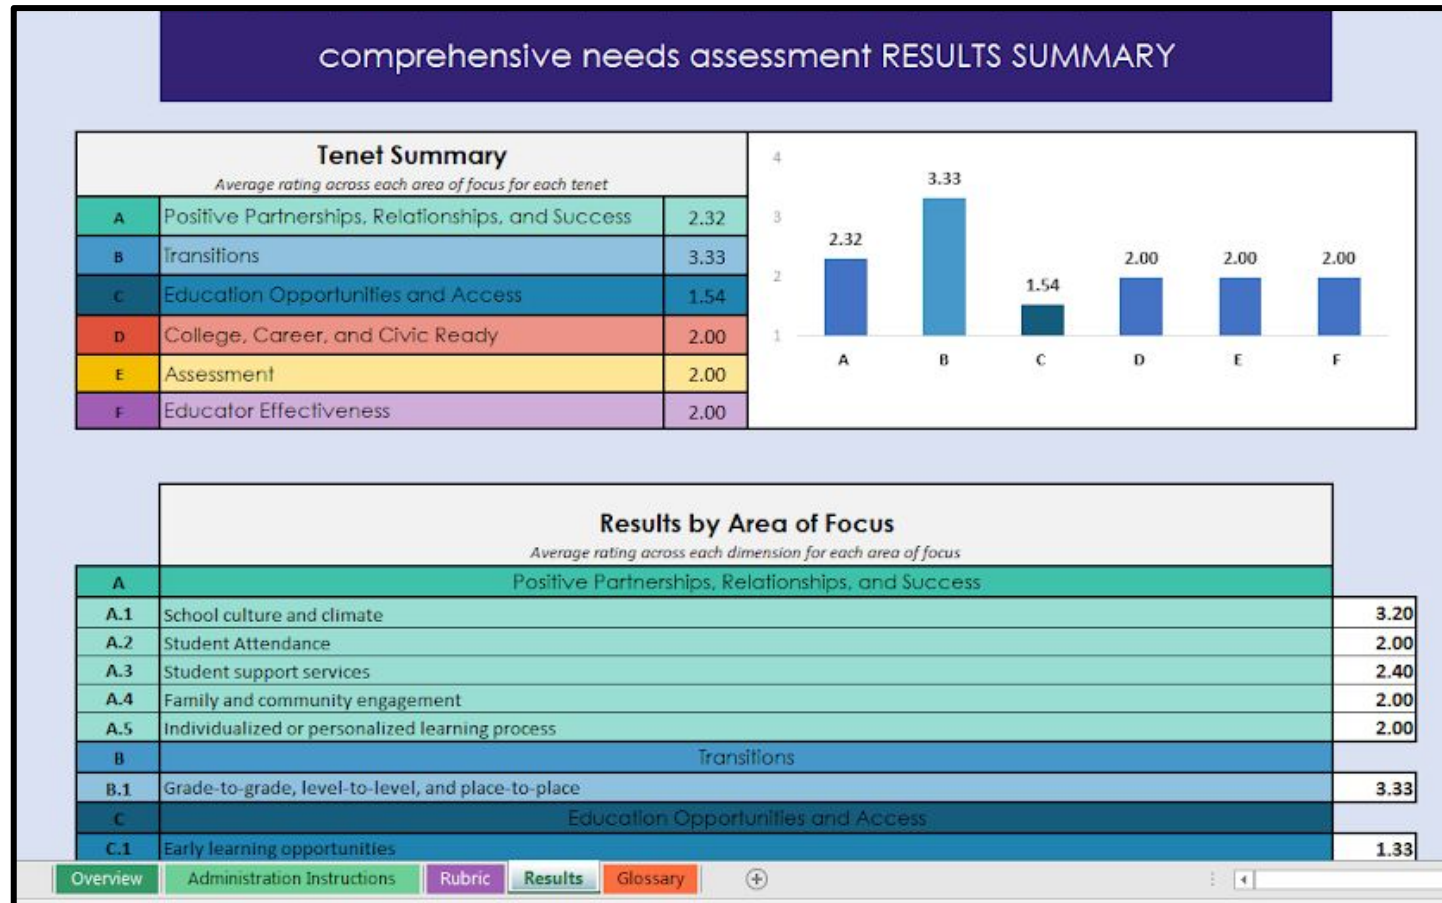 comprehensive needs assessment RESULTS SUMMARY
Tenet Summary
Average rating across each area of focus for each tenet
A Positive Partnerships, Relationships, and Success 2.32
B Transitions 3.33
C Education Opportunities and Access 1.54
D College, Career, and Civic Ready 2.00
E Assessment 2.00
F Educator Effectiveness 2.00
4
3
2
1
2.32 3.33 1.54 2.00 2.00 2.00
A B C D E F
Results by Area of Focus
Average rating across each dimension for each area of focus
A Positive Partnerships, Relationships, and Success
A.1 School culture and climate 3.20
A.2 Student Attendance 2.00
A.3 Student support services 2.40
A.4 Family and community engagement 2.00
A.5 Individualized or personalized learning process 2.00
B Transitions
B.1 Grade-to-grade, level-to-level, and place-to-place 3.33
C Education Opportunities and Access
C.1 Early learning opportunities 1.33
Overview Administration Instructions Rubric Results Glossary